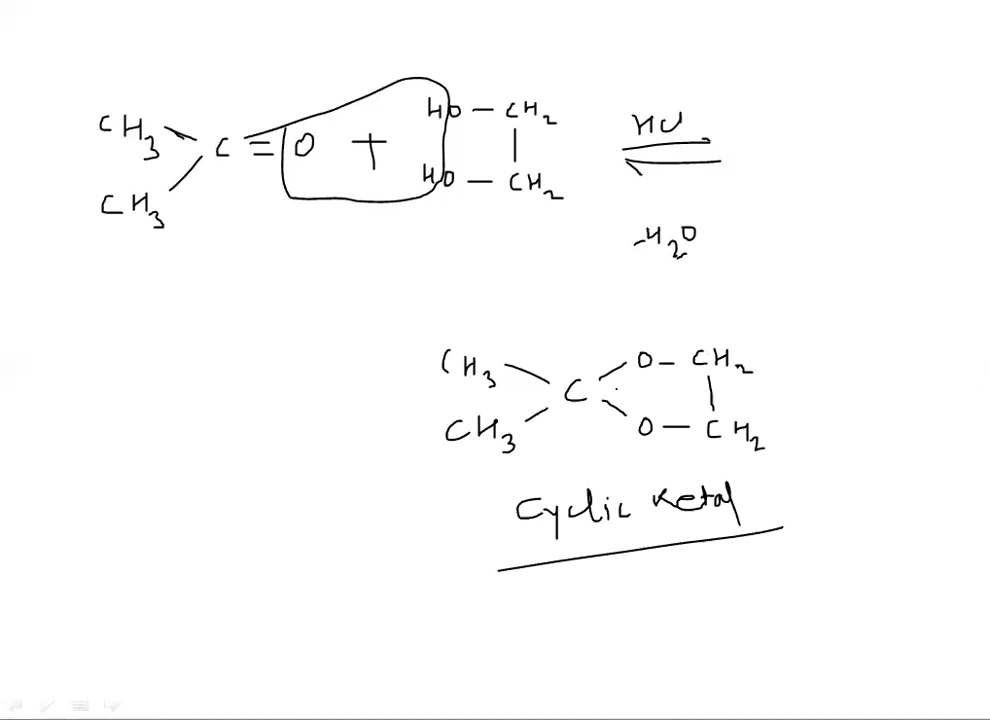 CH3 C = O + HO - CH2 HCl
CH3 HO - CH2
-H2O
CH3 C O - CH2
CH3 O - CH2
Cyclic Ketal